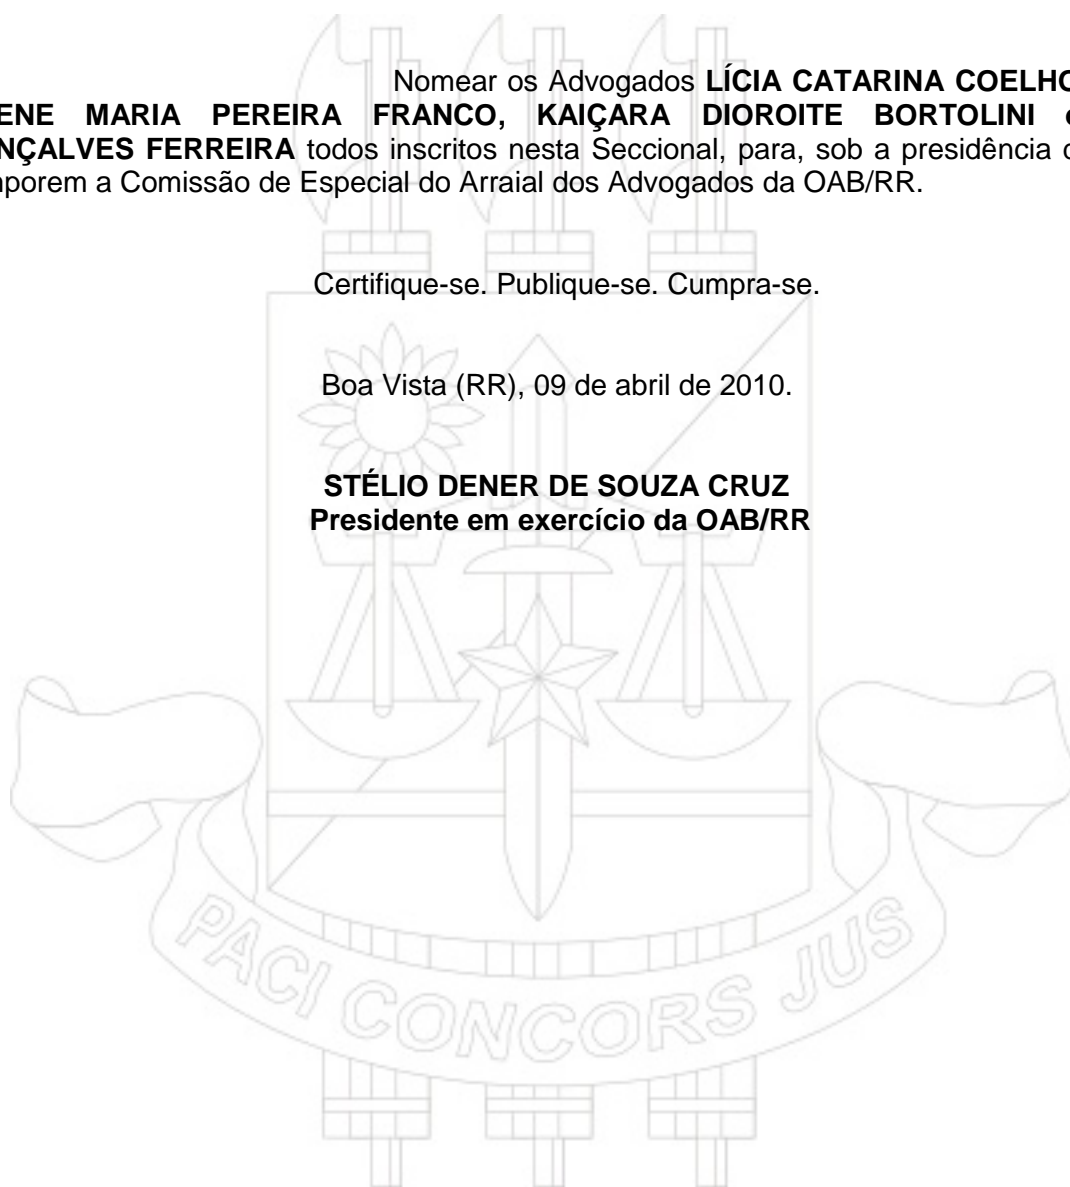 Nomear os Advogados LÍCIA CATARINA COELHO
ENE MARIA PEREIRA FRANCO, KAIÇARA DIOROITE BORTOLINI
NÇALVES FERREIRA todos inscritos nesta Seccional, para, sob a presidência
mporem a Comissão de Especial do Arraial dos Advogados da OAB/RR.
Certifique-se. Publique-se. Cumpra-se.
Boa Vista (RR), 09 de abril de 2010.
STÉLIO DENER DE SOUZA CRUZ
Presidente em exercício da OAB/RR
PACI CONCORS JUS